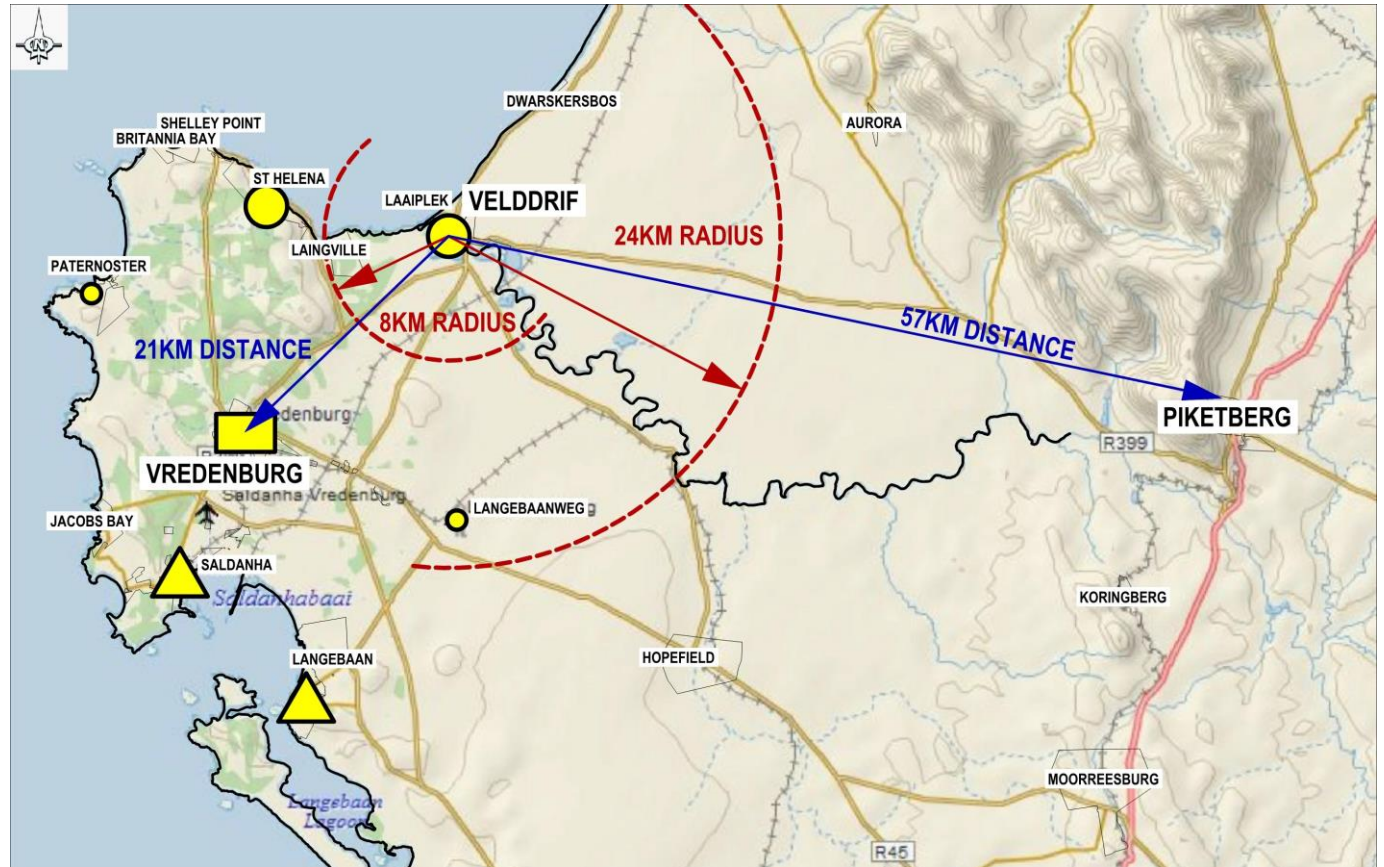 N
DWARSKERSBOS
SHELLEY POINT
BRITANNIA BAY
AURORA
ST HELENA
LAAIPLEK
VELDDRIF
24KM RADIUS
LAINGVILLE
PATERNOSTER
8KM RADIUS
57KM DISTANCE
21KM DISTANCE
edenburg
PIKETBERG
R399
VREDENBURG
Saldanha Vredenburg
LANGEBAANWEG
g
JACOBS BAY
SALDANHA
Saldanhabaai
KORINGBERG
LANGEBAAN
HOPEFIELD
MOORREESBURG
Langebaan
Lagoon
R45